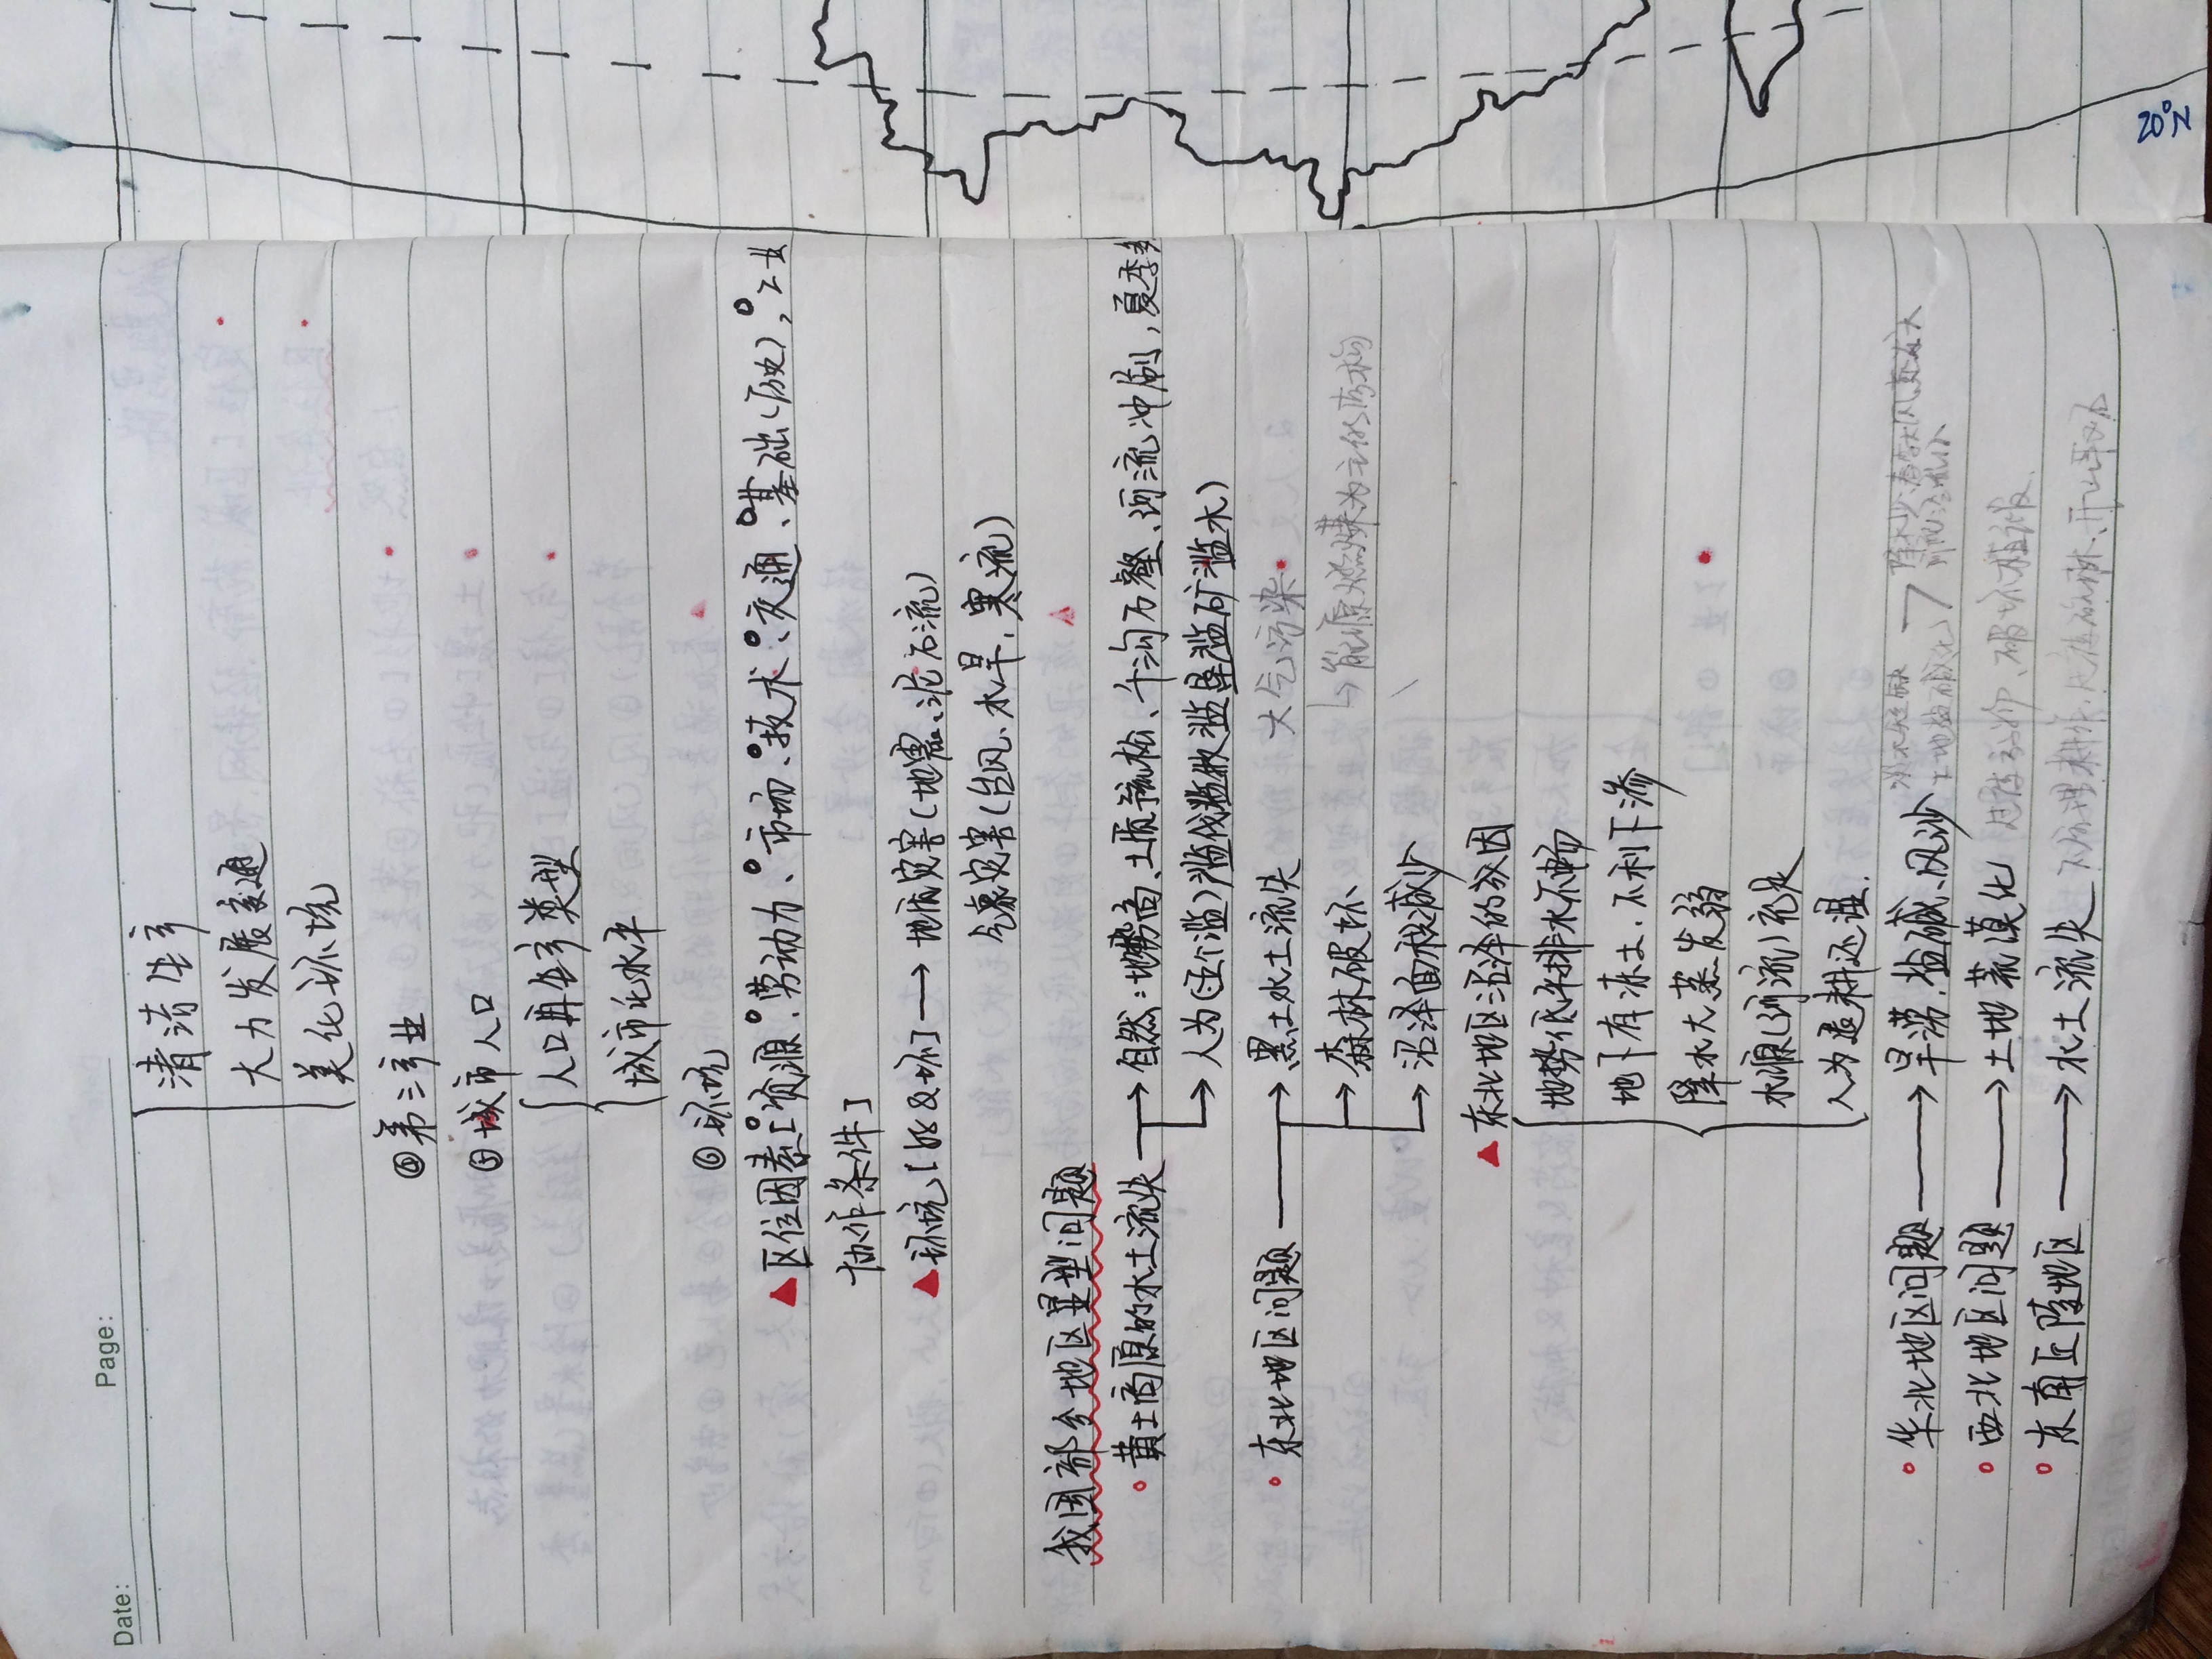 Date: Page:
清洁生产
大力发展交通
美化环境
④第三产业
⑤城市人口
人口再生产类型
城市化水平
⑥环境
▲区位因素[资源、劳动力、市场、技术、交通、基础(历史),工业
协作条件]
▲环境[好&坏]→地质灾害(地震、泥石流)
气象灾害(台风、水旱,寒流)
我国部分地区显型问题
黄土高原的水土流失→自然:地势高、土质疏松、千沟万壑、河流冲刷,夏季多
→人为(五个滥)滥伐滥牧滥垦滥矿滥水)
东北地区问题→黑土水土流失 大气污染
→森林破坏 能源燃煤为主的结构
→沼泽面积减少
▲东北地区沼泽的成因
地势低平排水不畅
地下有冻土,不利下渗
降水大蒸发弱
水源(河流)充足
人为退耕还湿.
华北地区问题→旱涝,盐碱、风沙 淡水短缺 降水少、春季大风、蒸发大
土地盐碱化
西北地区问题→土地荒漠化 过度、破坏植被.
东南丘陵地区→水土流失 不合理耕作,过度砍林、开山采石
20°N